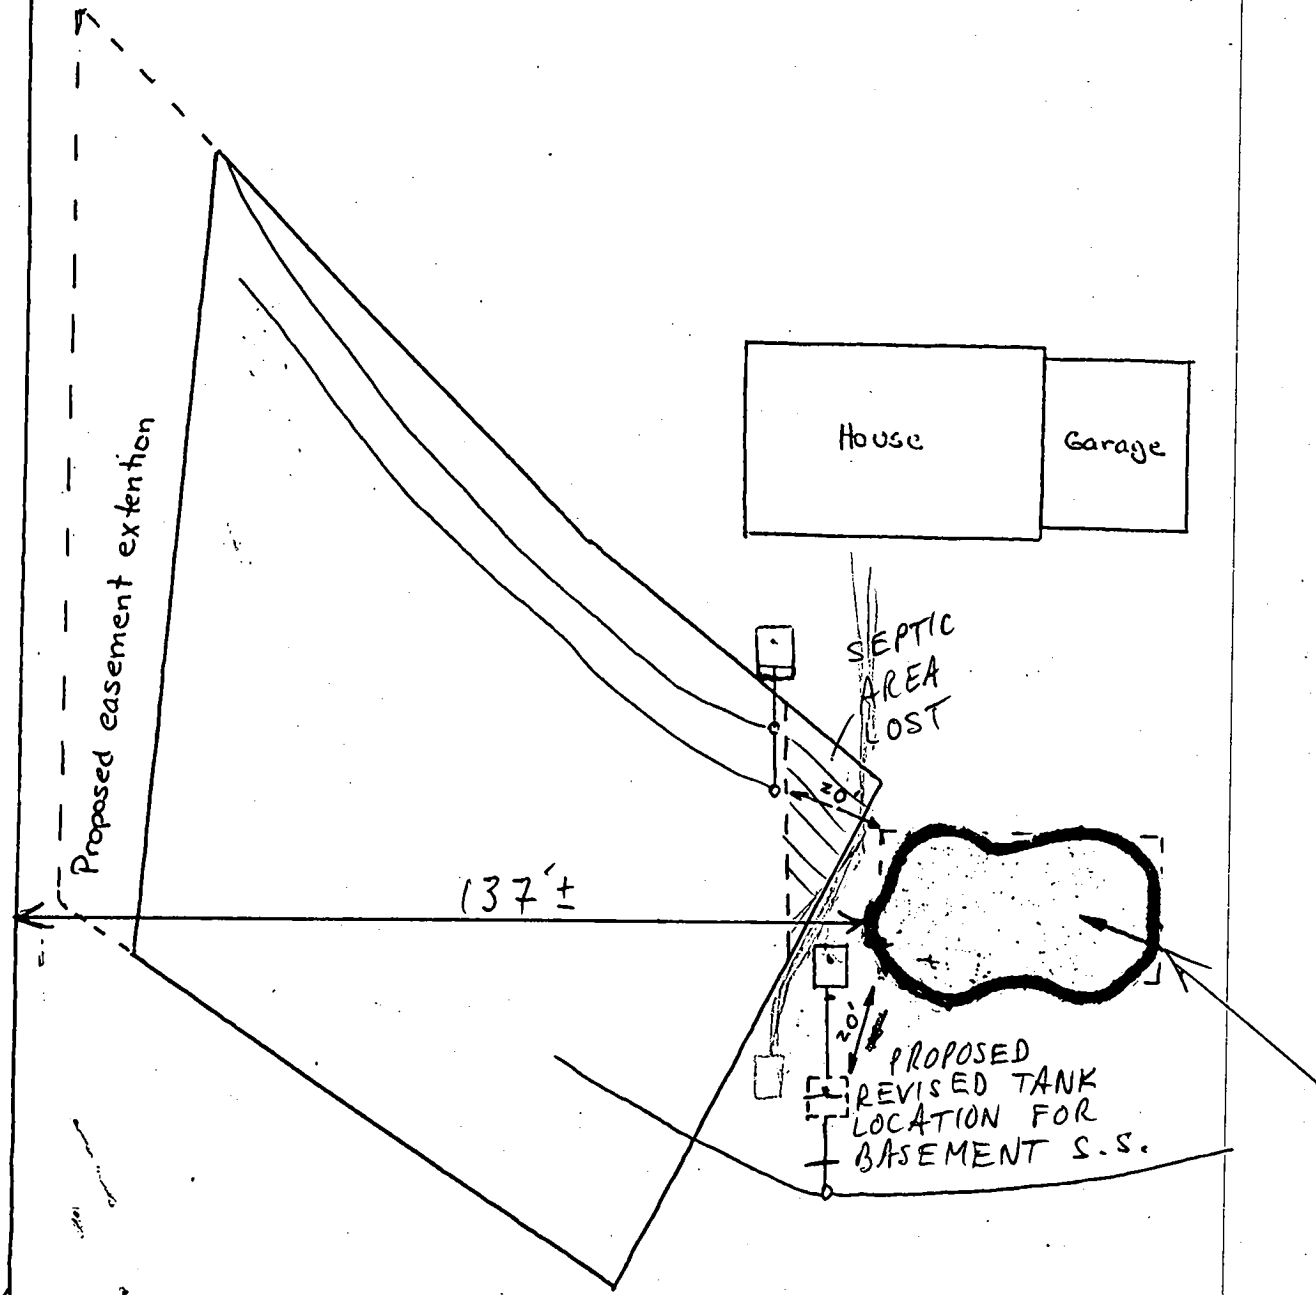 Proposed easement extention
House
Garage
SEPTIC
AREA
LOST
20'
137'±
20'
PROPOSED
REVISED TANK
LOCATION FOR
BASEMENT S.S.